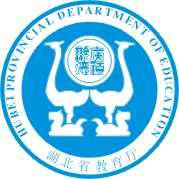 HUBEI PROVINCIAL DEPARTMENT OF EDUCATION
湖北省教育厅